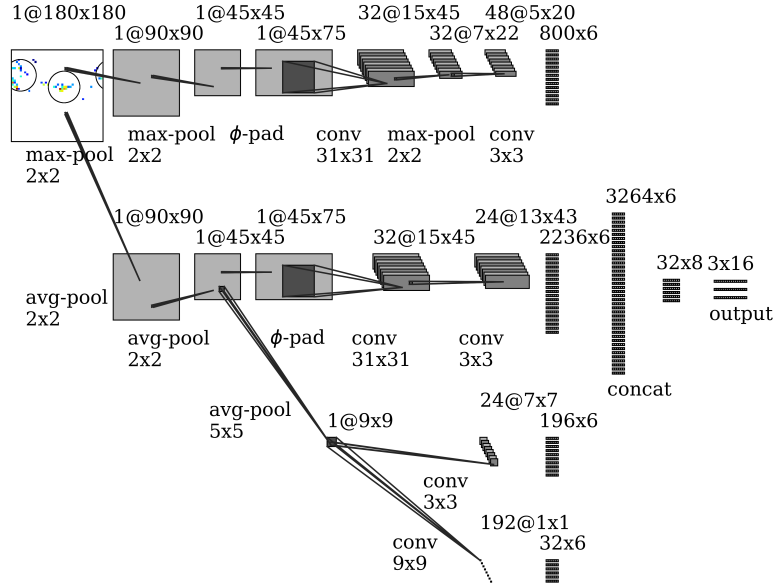 1@180x180
1@90x90
1@45x45
1@45x75
32@15x45
32@7x22
48@5x20
800x6
max-pool
2x2
max-pool
2x2
ϕ-pad
conv
31x31
max-pool
2x2
conv
3x3
1@90x90
1@45x45
1@45x75
32@15x45
24@13x43
2236x6
3264x6
32x8
3x16
output
avg-pool
2x2
avg-pool
2x2
ϕ-pad
conv
31x31
conv
3x3
concat
avg-pool
5x5
1@9x9
24@7x7
196x6
conv
3x3
192@1x1
32x6
conv
9x9